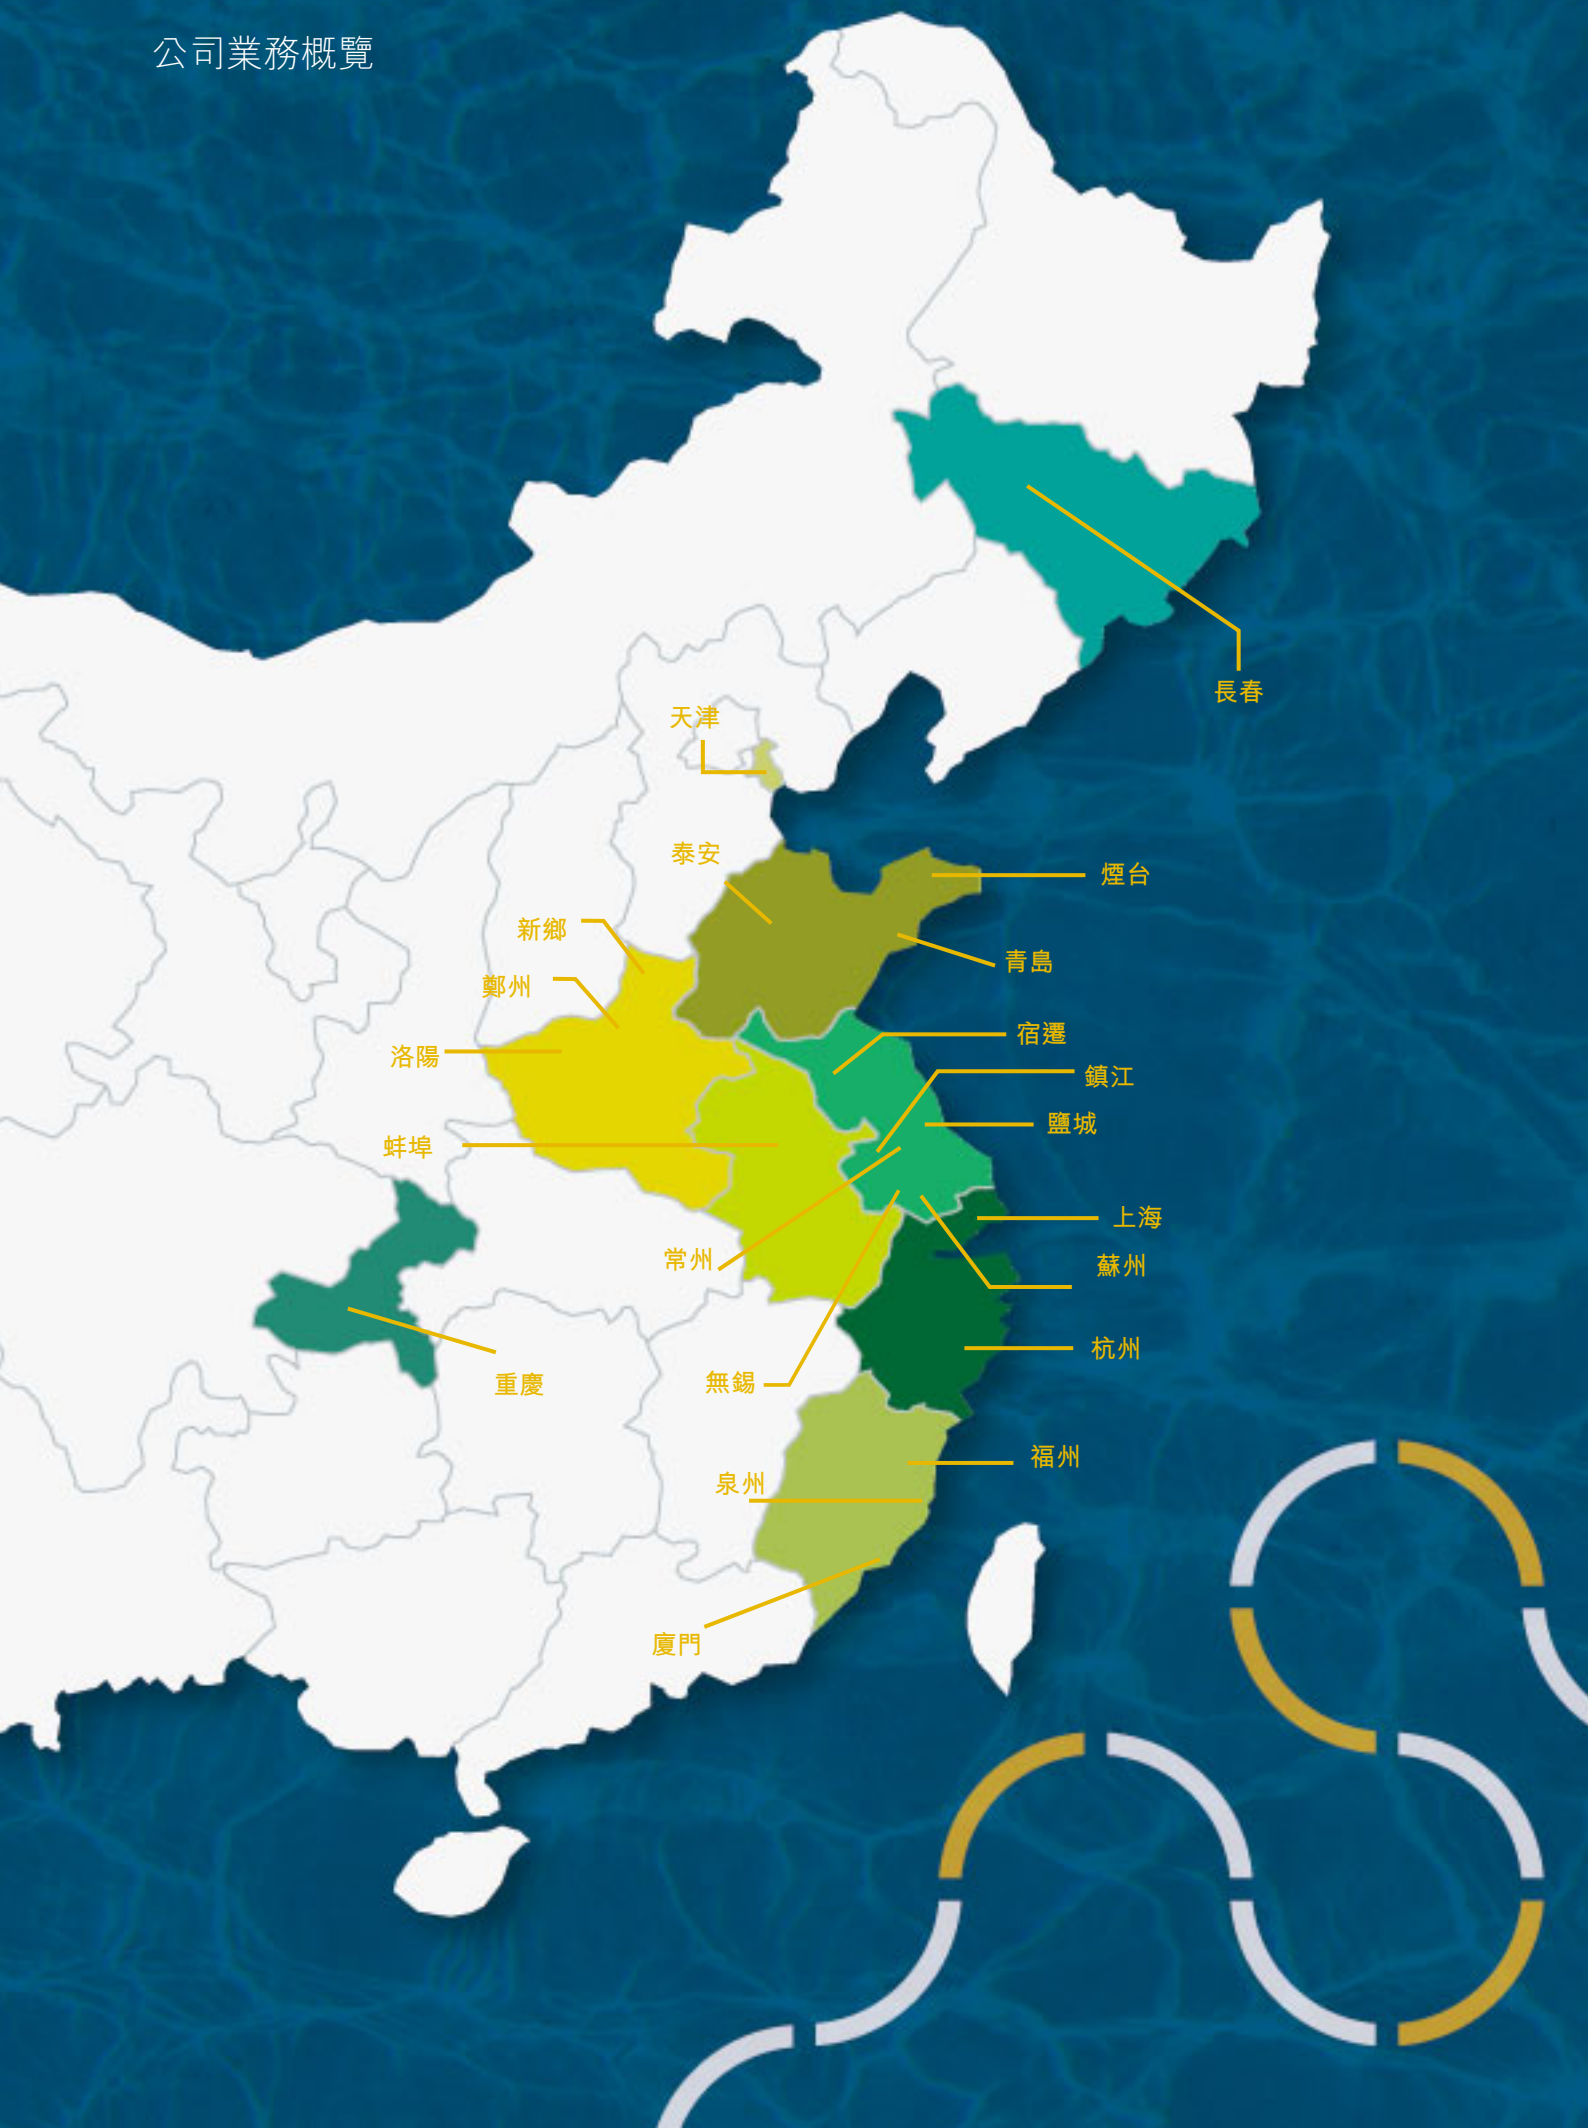 公司業務概覽
長春
天津
泰安
煙台
新鄉
青島
鄭州
宿遷
洛陽
鎮江
鹽城
蚌埠
上海
常州
蘇州
杭州
無錫
重慶
福州
泉州
廈門